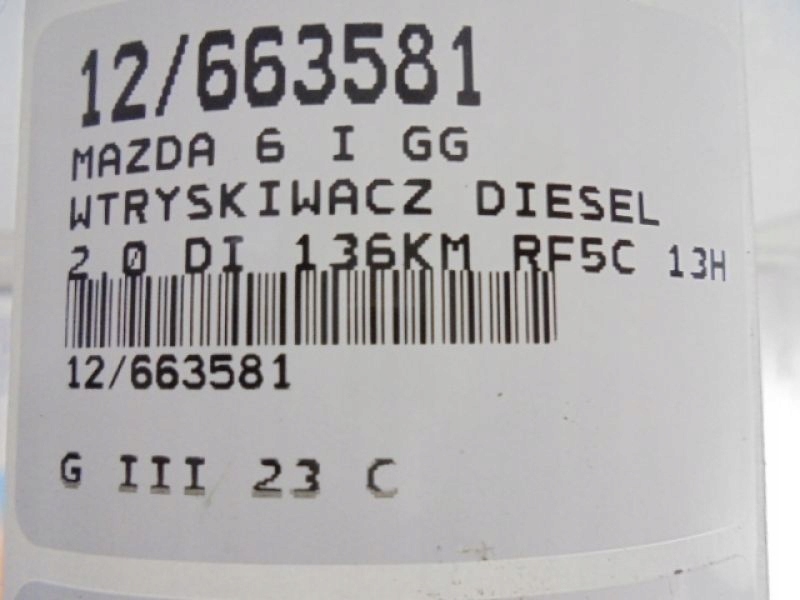 12/663581
MAZDA 6 I GG
WTRYSKIWACZ DIESEL
2.0 DI 136KM RF5C 13H
12/663581
G III 23 C